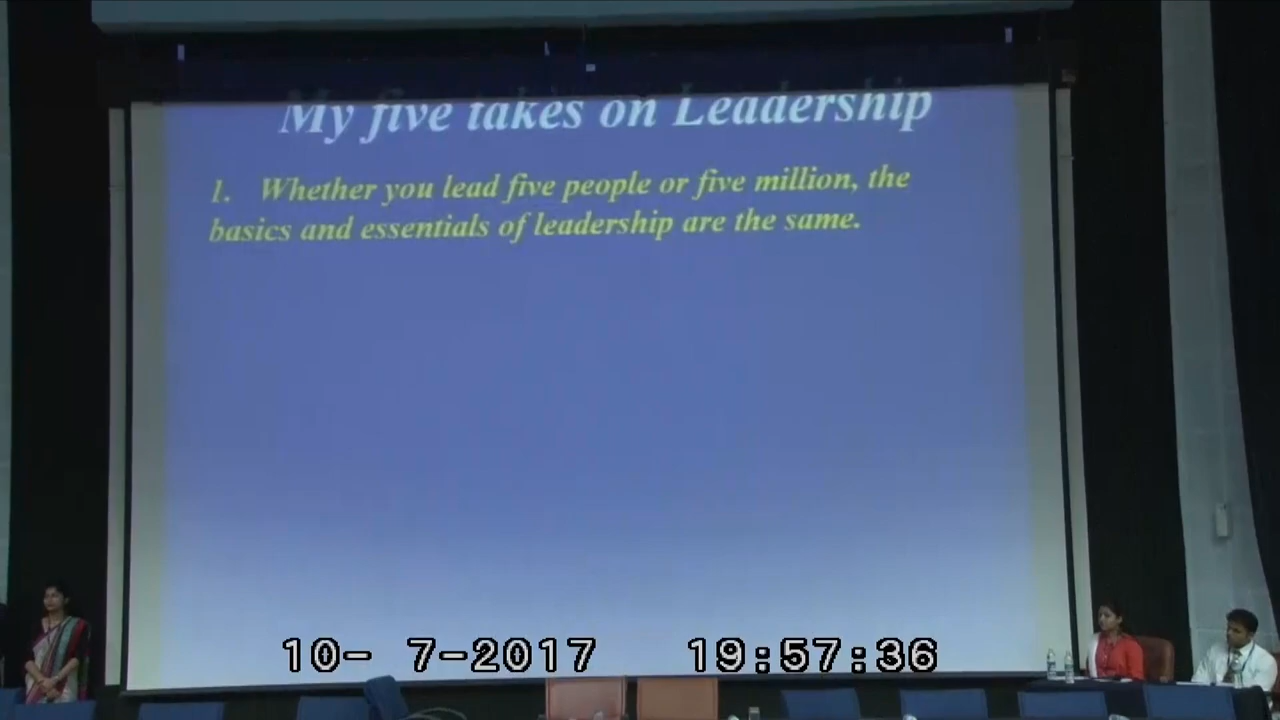 My five takes on Leadership
1. Whether you lead five people or five million, the
basics and essentials of leadership are the same.
10- 7-2017 19:57:36